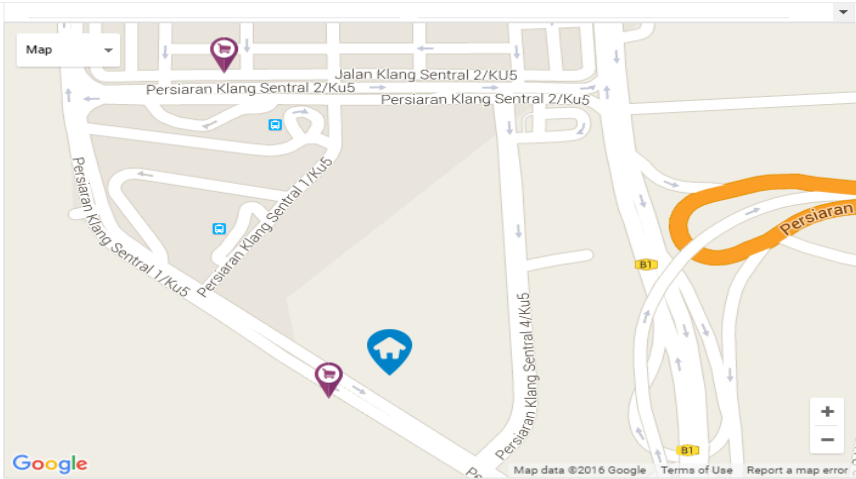 Map
Jalan Klang Sentral 2/KU5
Persiaran Klang Sentral 2/Ku5
Persiaran Klang Sentral 2/Ku5
Persiaran Klang Sentral 1/Ku5
Persiaran Klang Sentral 1/Ku5
Persiaran
B1
Persiaran Klang Sentral 4/Ku5
B1
Pe
+
−
Google
Map data ©2016 Google Terms of Use Report a map error